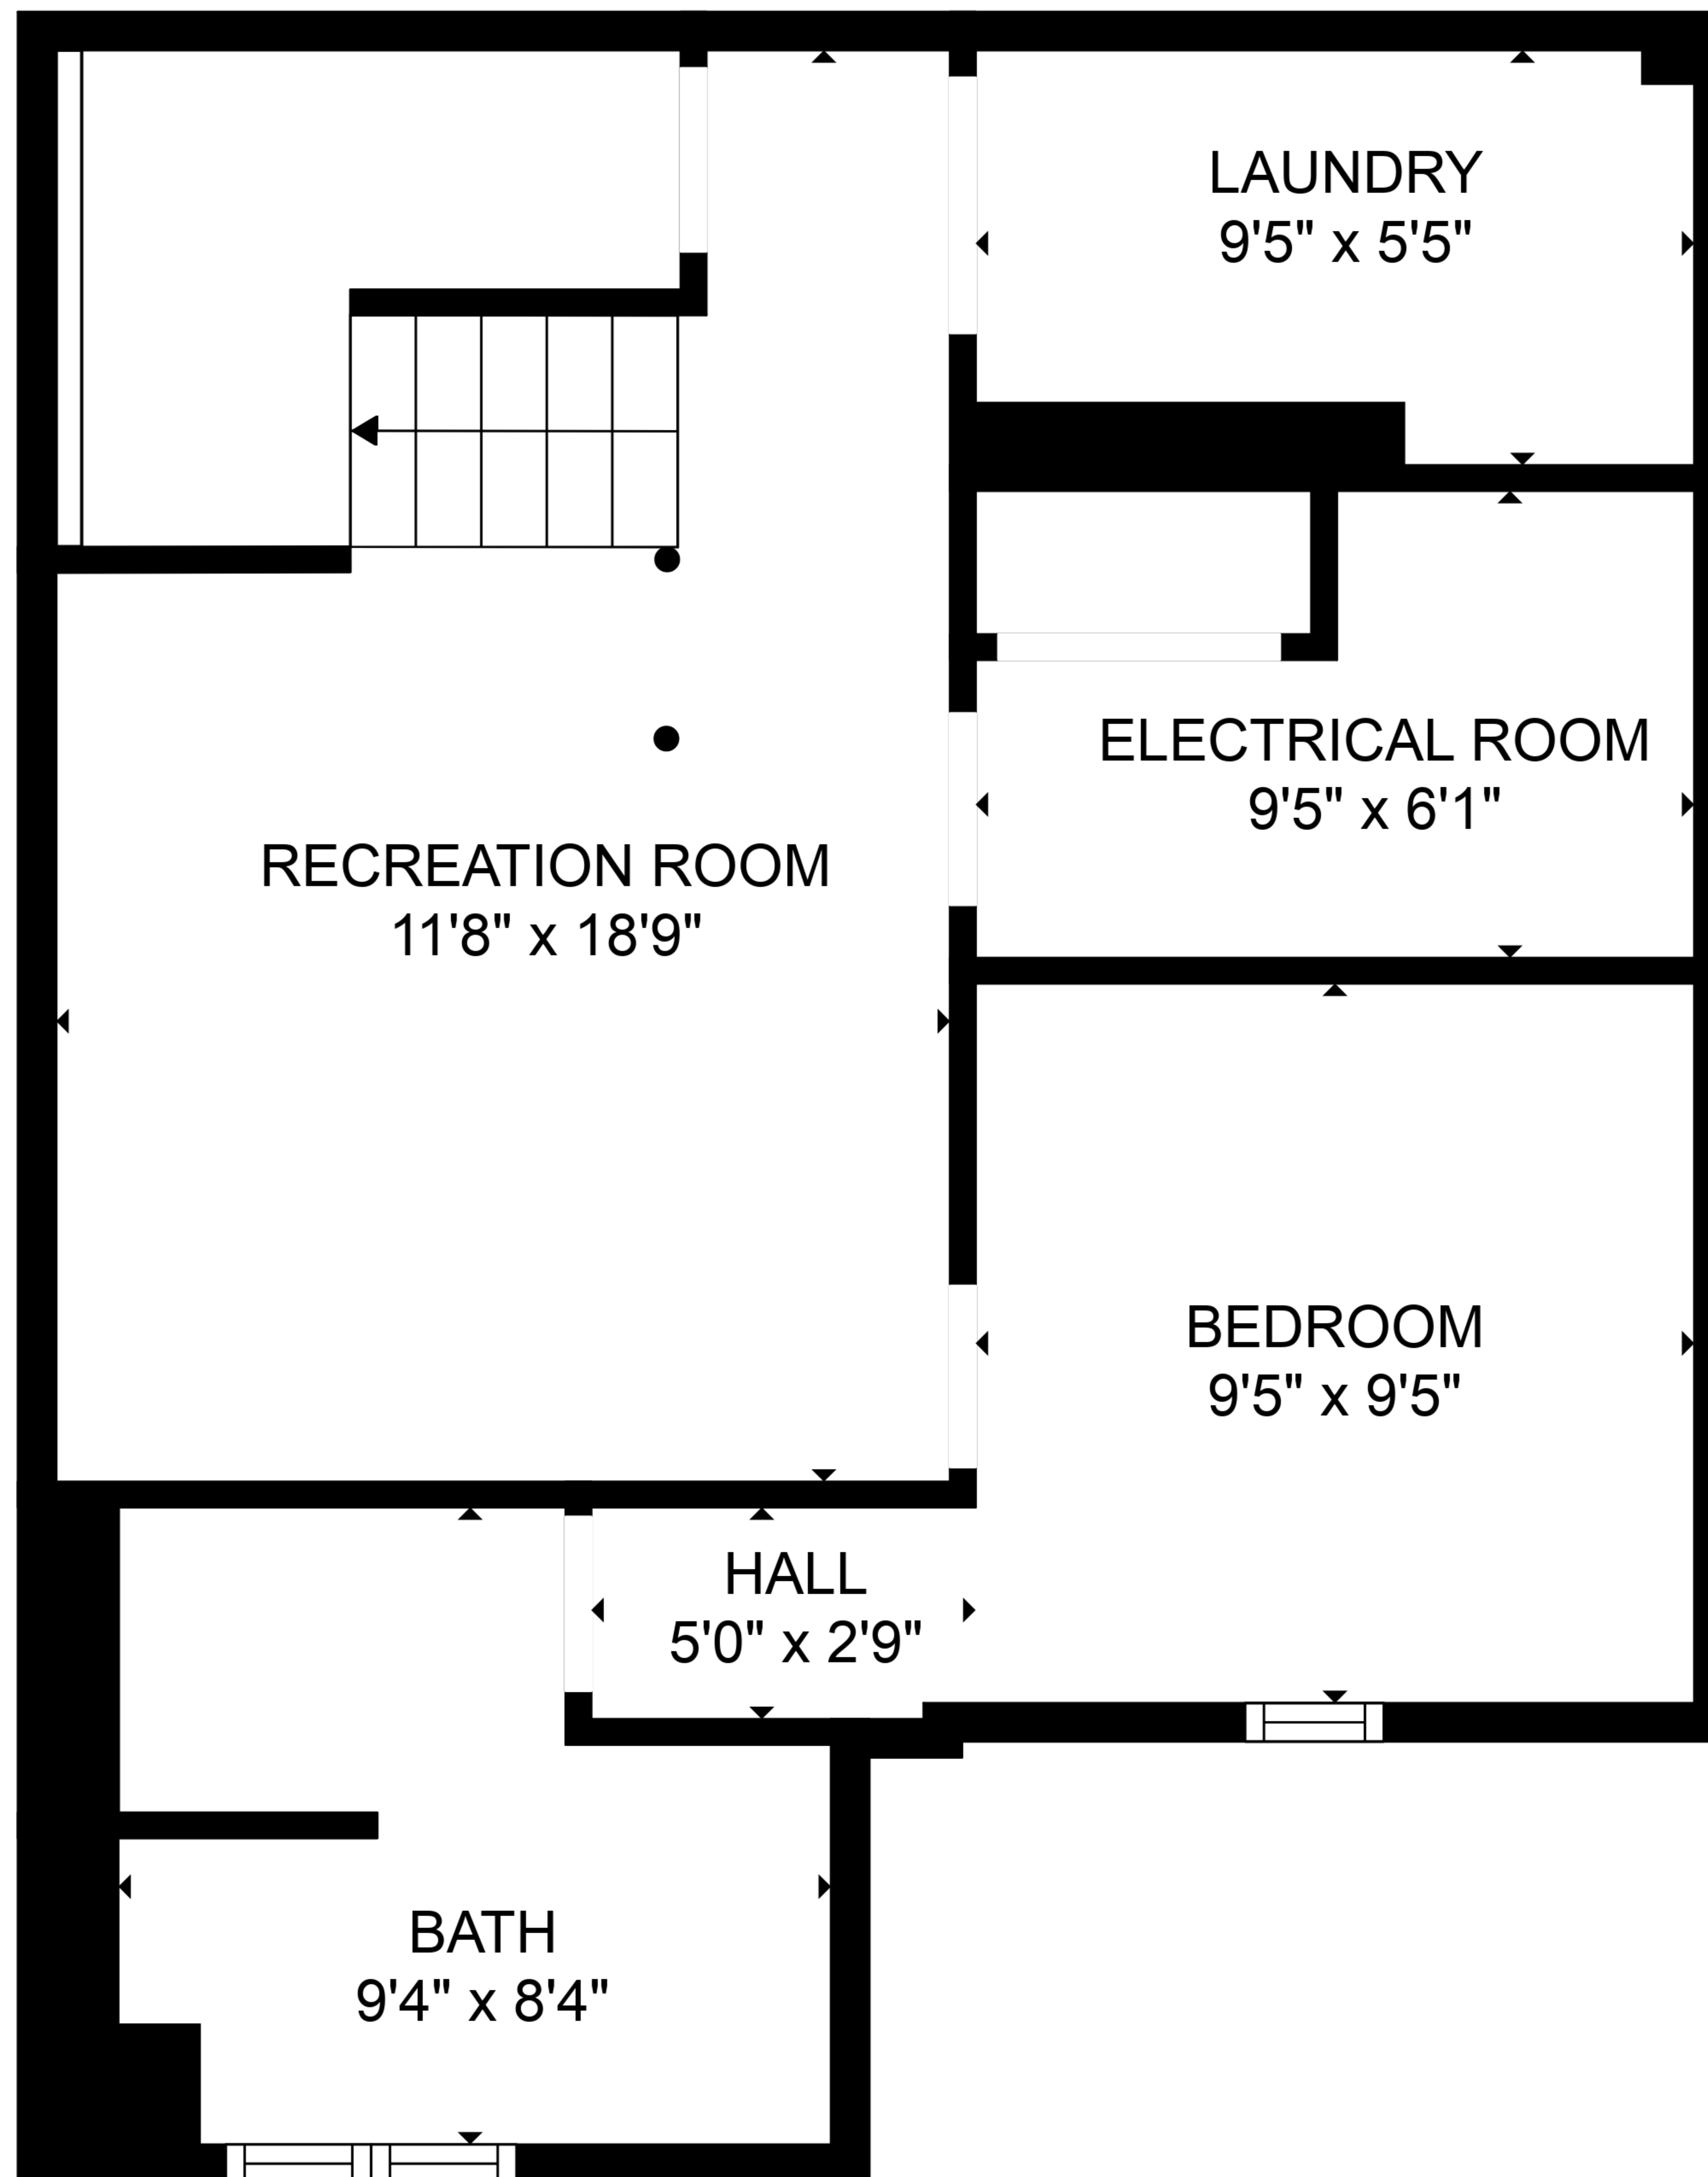 LAUNDRY
9'5" x 5'5"
ELECTRICAL ROOM
9'5" x 6'1"
RECREATION ROOM
11'8" x 18'9"
BEDROOM
9'5" x 9'5"
HALL
5'0" x 2'9"
BATH
9'4" x 8'4"